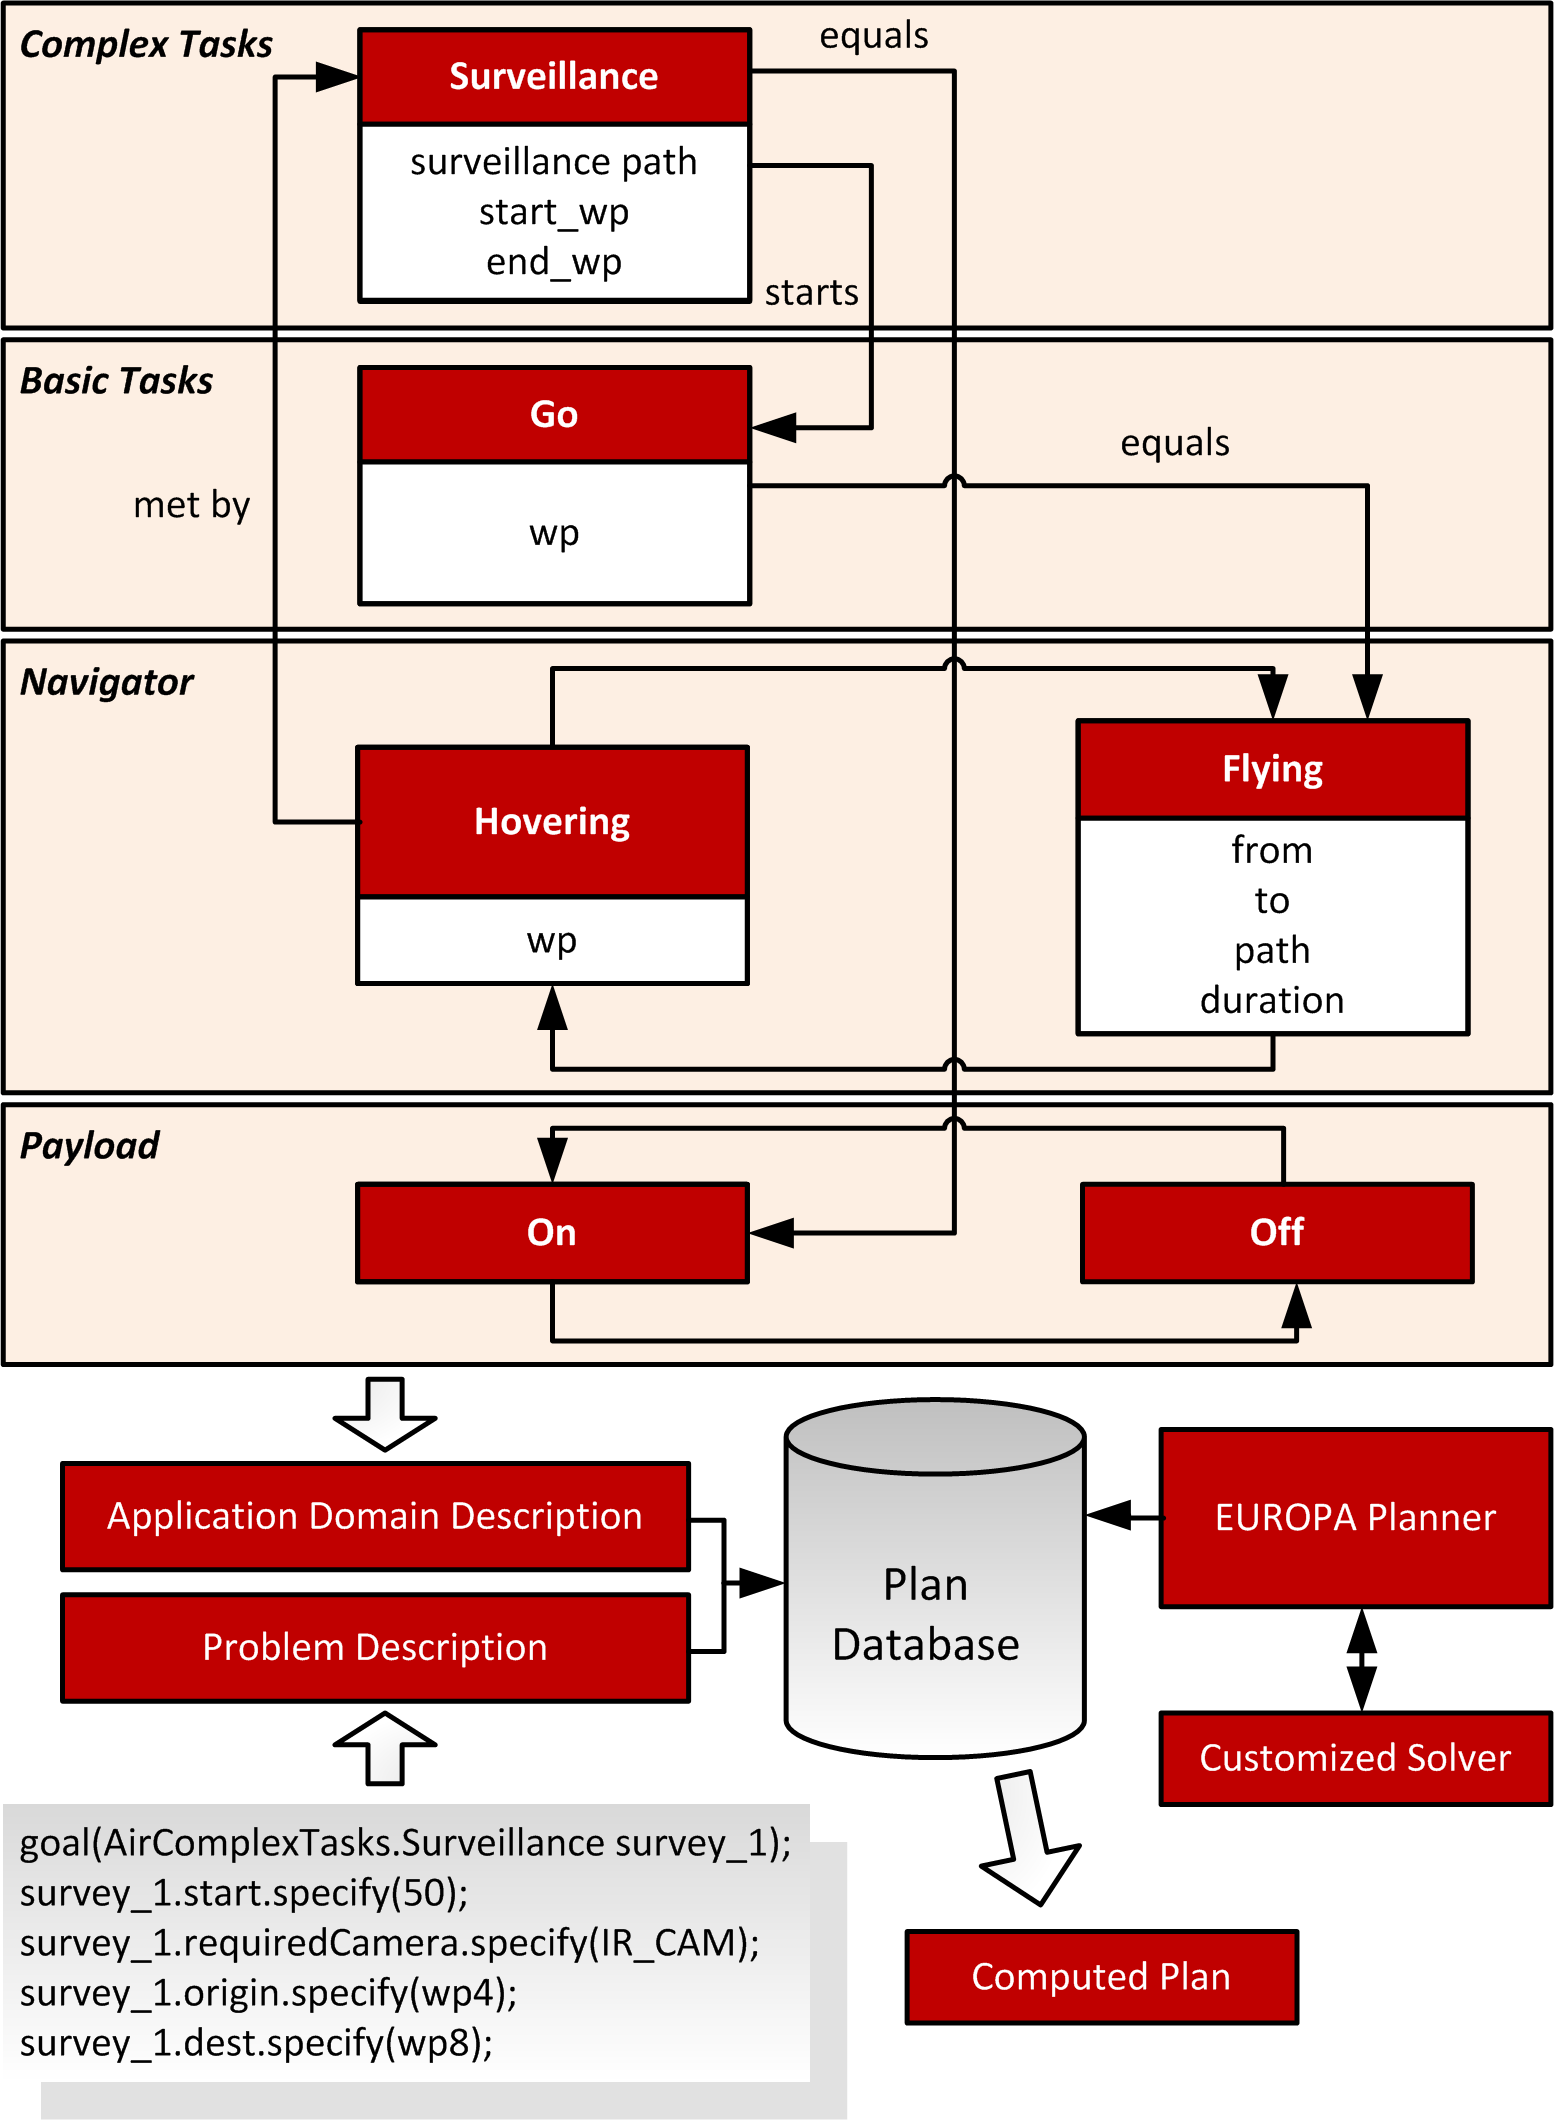 Complex Tasks
equals
Surveillance
surveillance path
start_wp
end_wp
starts
Basic Tasks
Go
equals
met by
wp
Navigator
Flying
Hovering
from
to
wp
path
duration
Payload
On
Off
Application Domain Description
EUROPA Planner
Plan
Database
Problem Description
Customized Solver
goal(AirComplexTasks.Surveillance survey_1);
survey_1.start.specify(50);
survey_1.requiredCamera.specify(IR_CAM);
survey_1.origin.specify(wp4);
survey_1.dest.specify(wp8);
Computed Plan